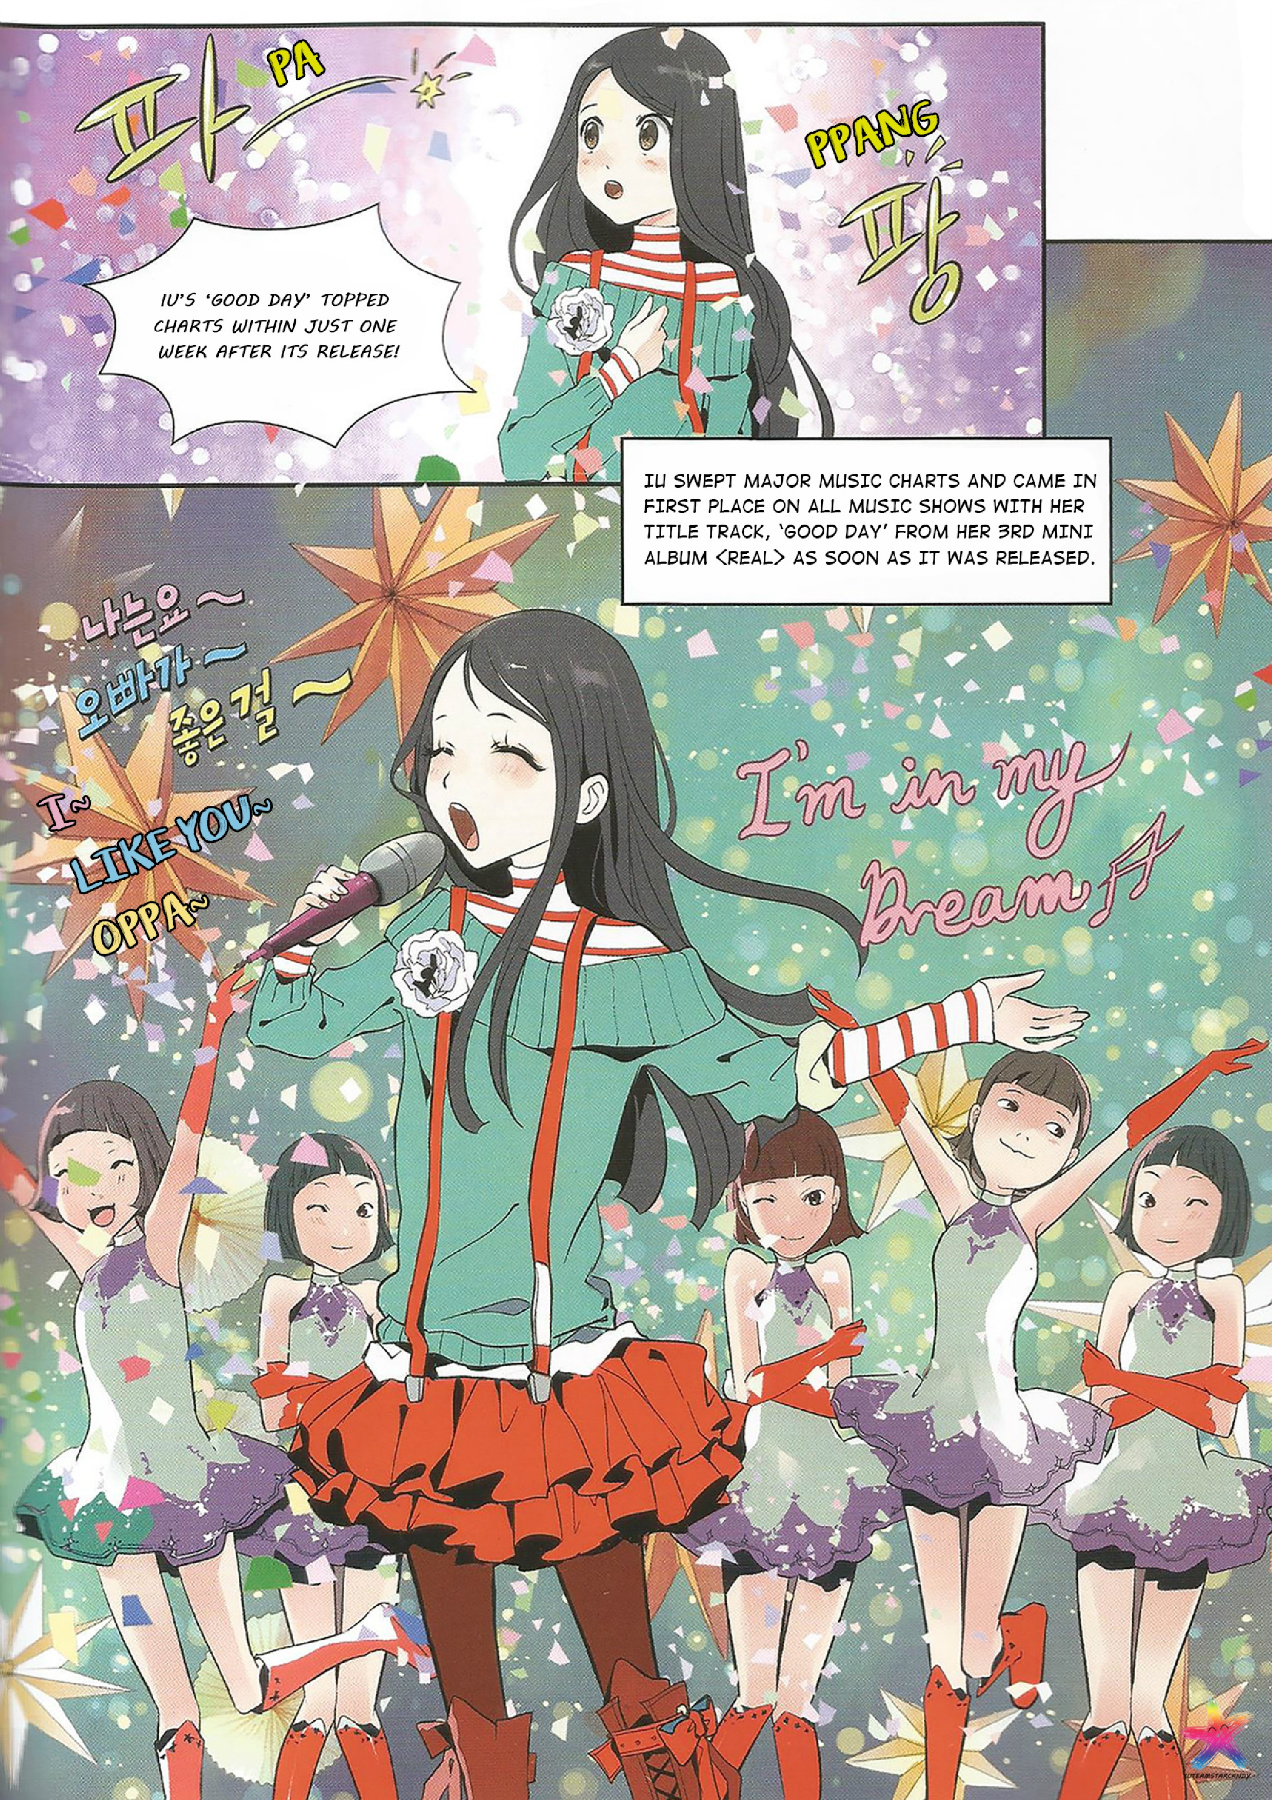 파
PA
PPANG
팡
IU'S 'GOOD DAY' TOPPED
CHARTS WITHIN JUST ONE
WEEK AFTER ITS RELEASE!
IU SWEPT MAJOR MUSIC CHARTS AND CAME IN
FIRST PLACE ON ALL MUSIC SHOWS WITH HER
TITLE TRACK, 'GOOD DAY' FROM HER 3RD MINI
ALBUM <REAL> AS SOON AS IT WAS RELEASED.
나는요~
오빠가~
좋은걸~
I~
LIKE YOU~
OPPA~
I'm in my
Dream